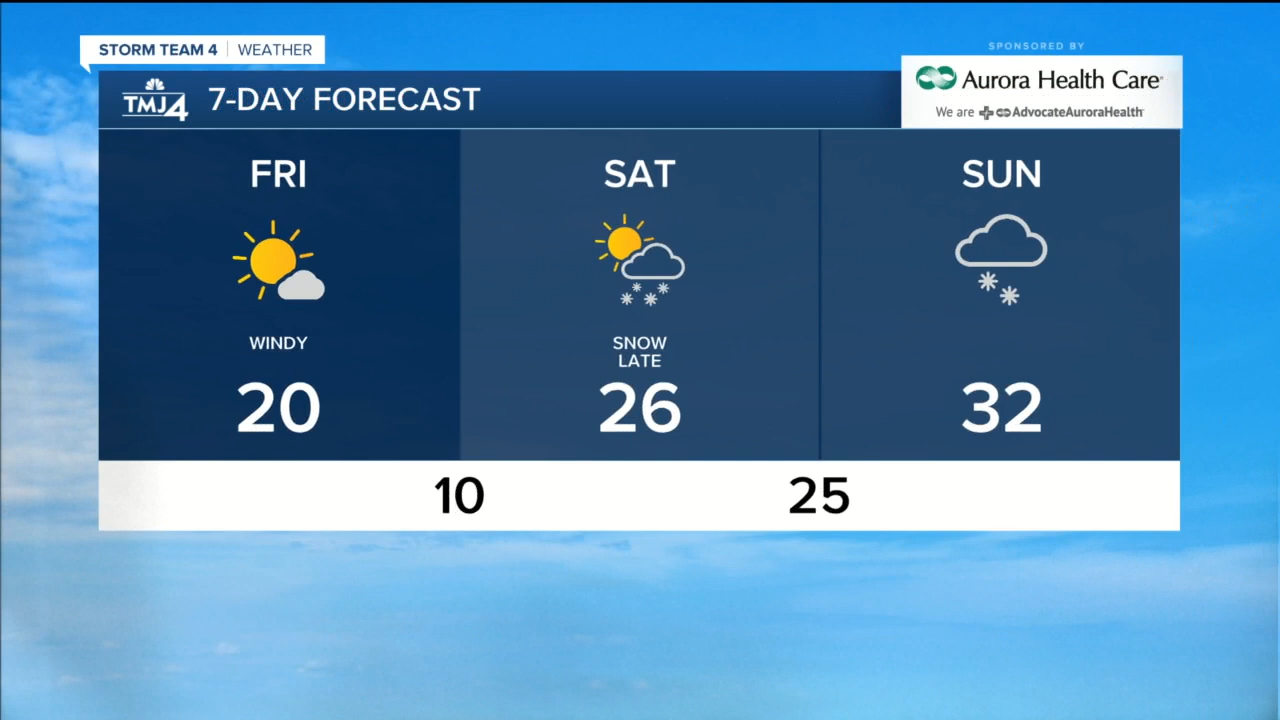 STORM TEAM 4 | WEATHER
SPONSORED BY
Aurora Health Care®
We are AdvocateAuroraHealth
TMJ4
7-DAY FORECAST
FRI SAT SUN
WINDY SNOW
LATE
20 26 32
10 25